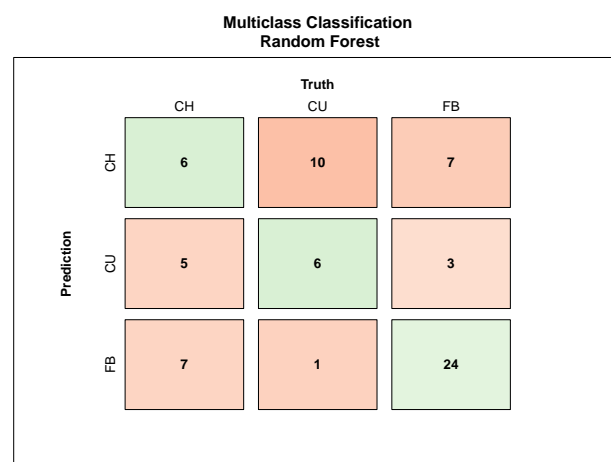 Multiclass Classification
Random Forest
Truth
CH CU FB
CH 6 10 7
Prediction
CU 5 6 3
FB 7 1 24